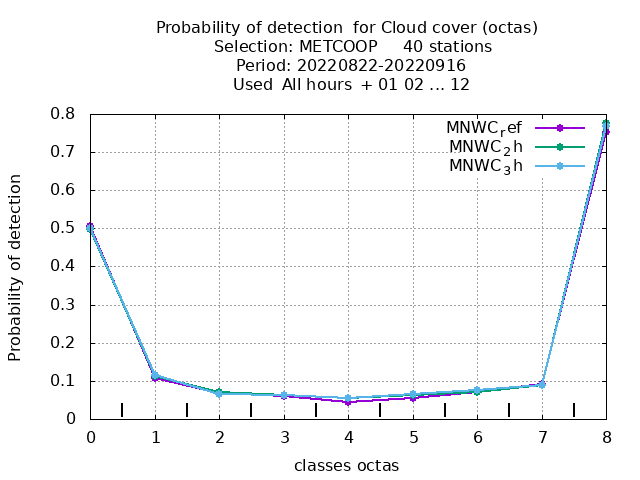 Probability of detection  for Cloud cover (octas)
Selection: METCOOP     40 stations
Period: 20220822-20220916
Used  All hours  + 01 02 ... 12
MNWC_ref
MNWC_2h
MNWC_3h
Probability of detection
0.8
0.7
0.6
0.5
0.4
0.3
0.2
0.1
0
0 1 2 3 4 5 6 7 8
classes octas